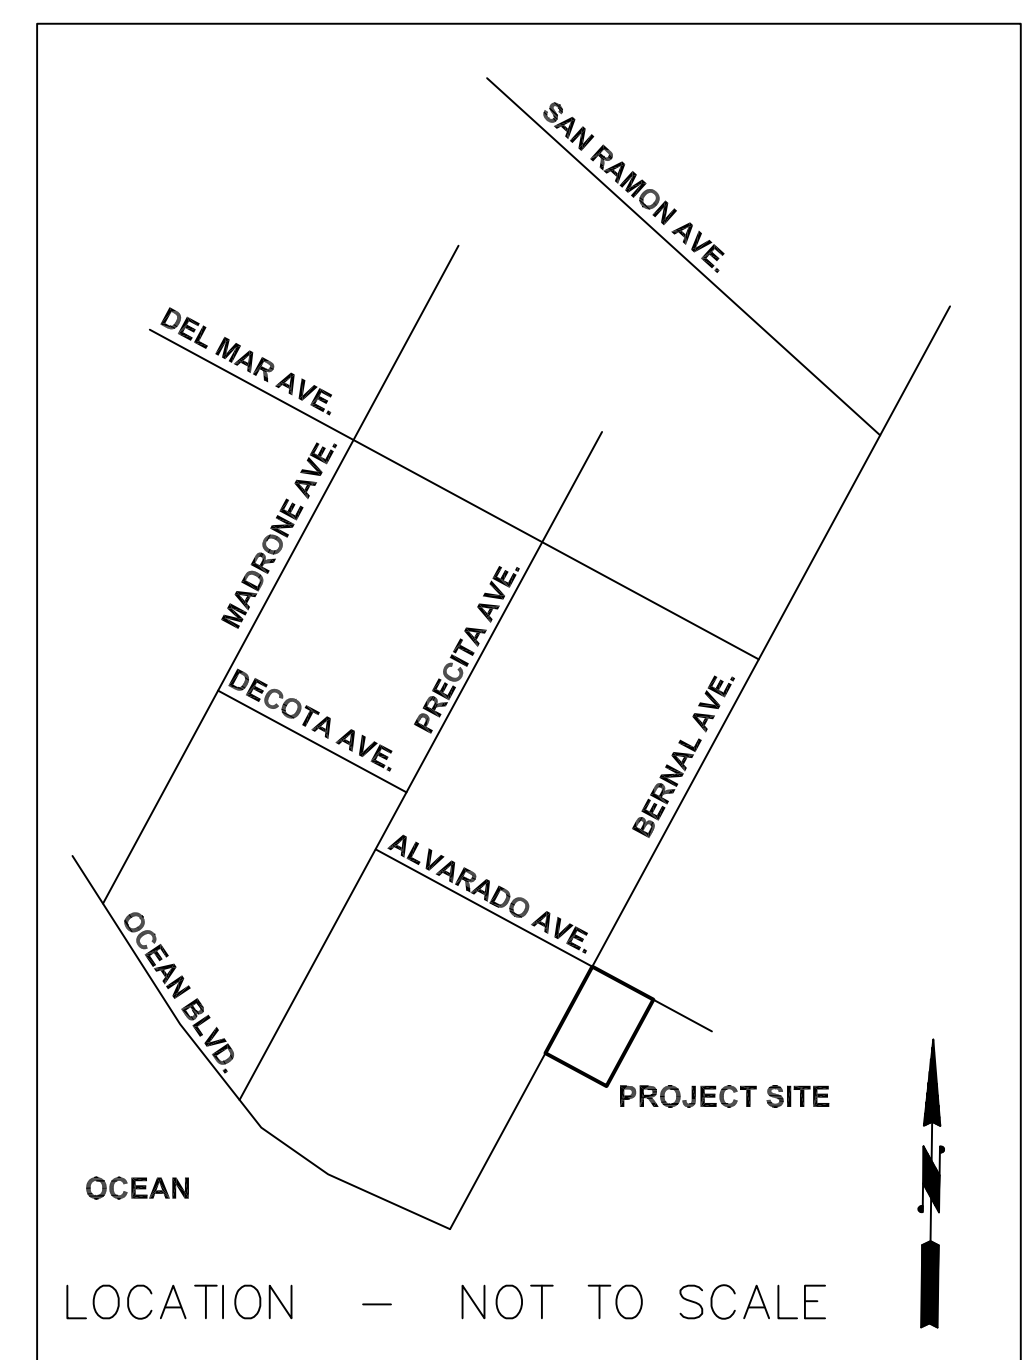 SAN RAMON AVE.
DEL MAR AVE.
MADRONE AVE.
PRECITA AVE.
DECOTA AVE.
BERNAL AVE.
ALVARADO AVE.
OCEAN BLVD.
PROJECT SITE
N
OCEAN
LOCATION – NOT TO SCALE